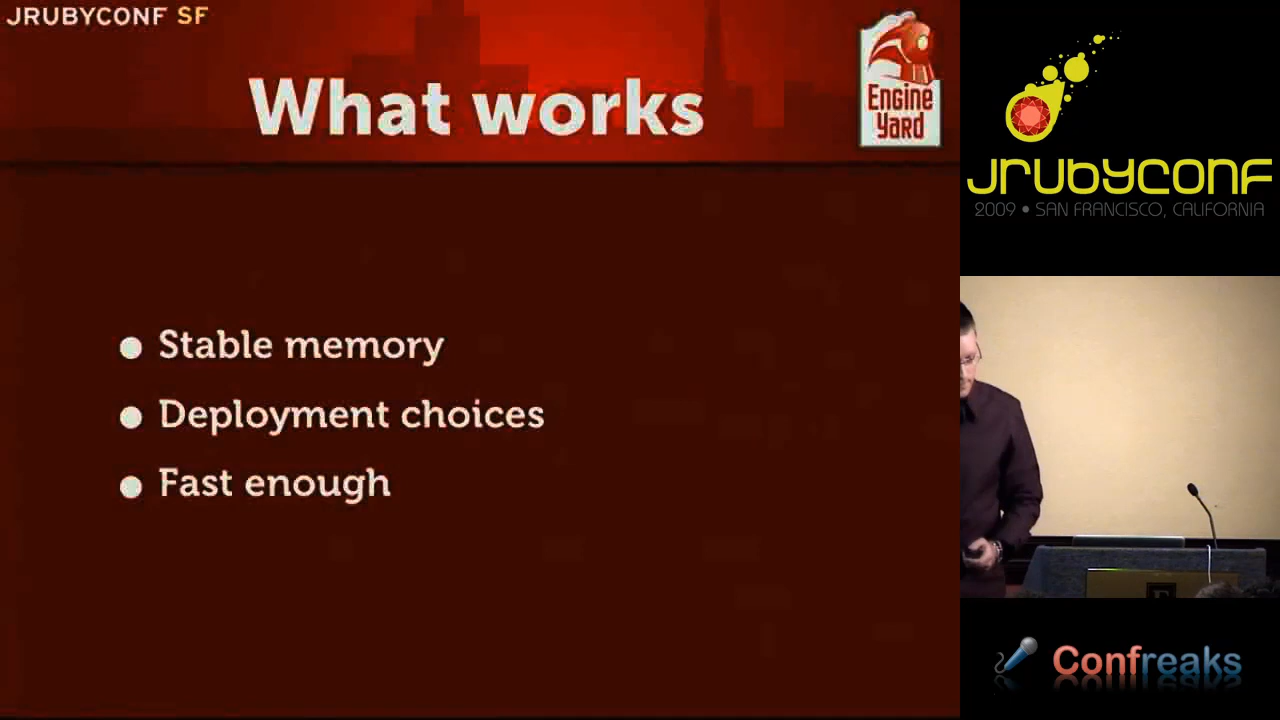 JRUBYCONF SF
What works
Engine
Yard
Stable memory
Deployment choices
Fast enough
JRUBYCONF
2009 • SAN FRANCISCO, CALIFORNIA
E
Confreaks